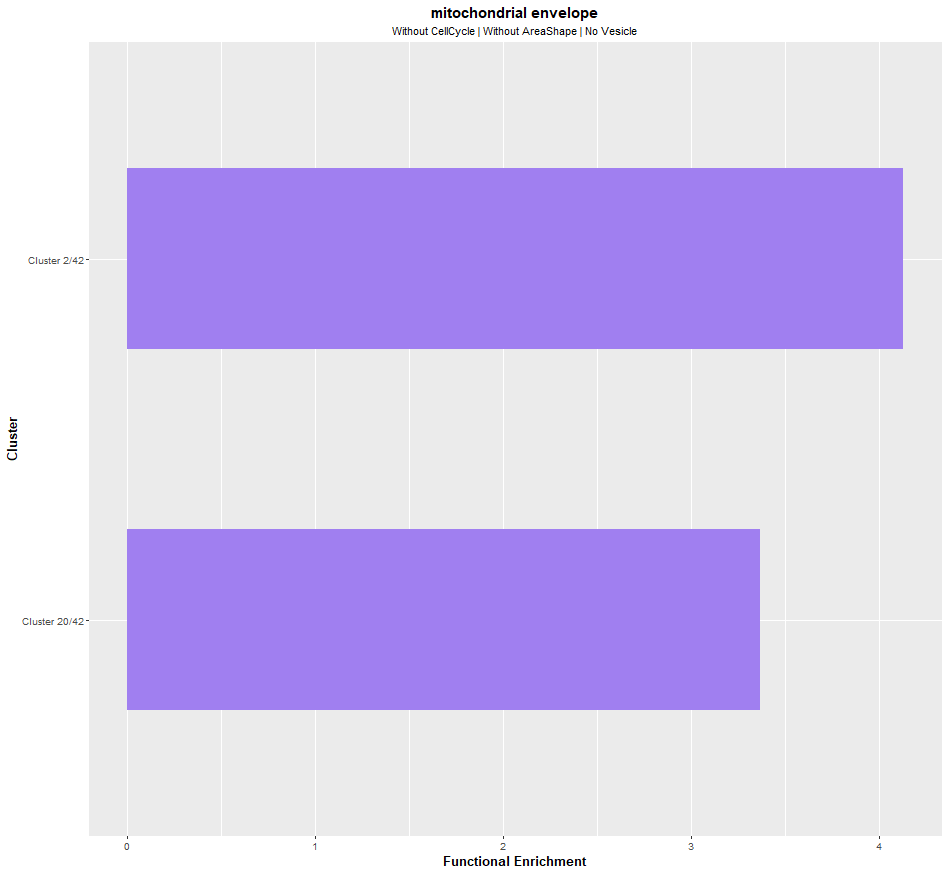 mitochondrial envelope
Without CellCycle | Without AreaShape | No Vesicle
Cluster 2/42
Cluster
Cluster 20/42
0 1 2 3 4
Functional Enrichment